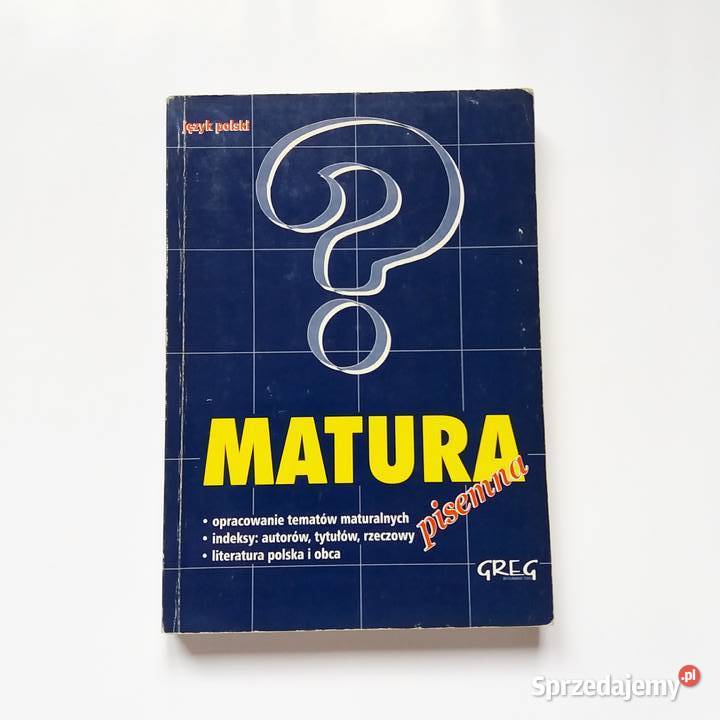 język polski
?
MATURA
pisemna
• opracowanie tematów maturalnych
• indeksy: autorów, tytułów, rzeczowy
• literatura polska i obca
GREG
Sprzedajemy.pl